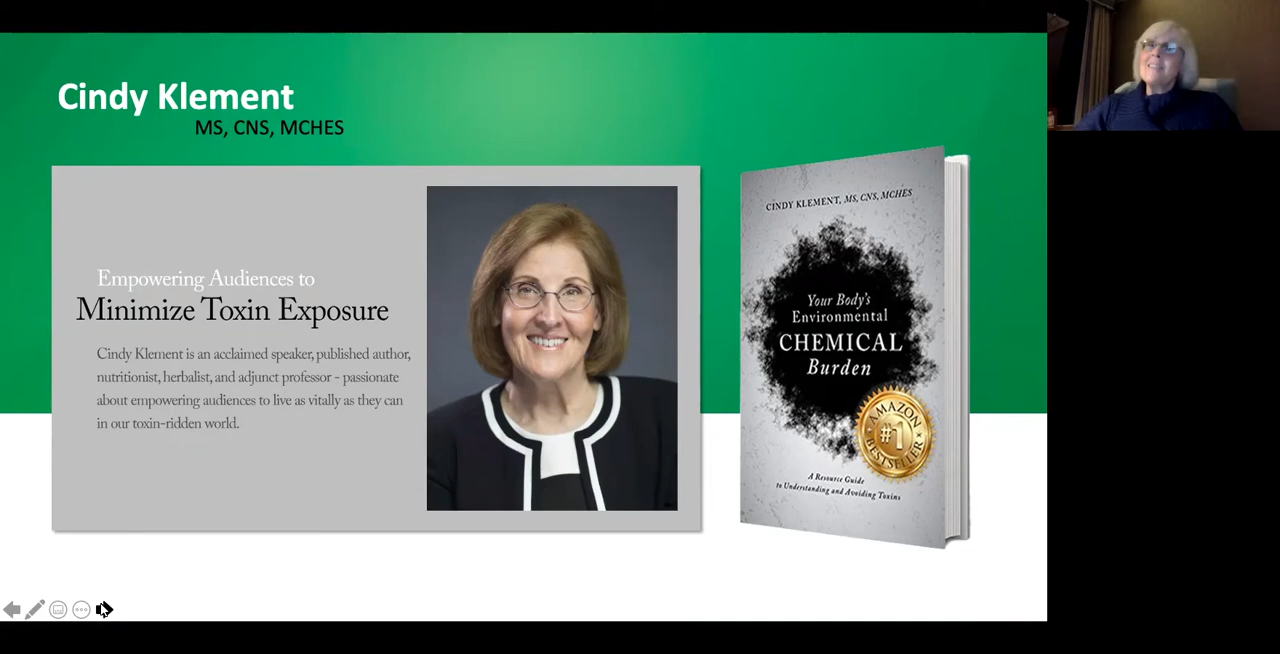 Cindy Klement
MS, CNS, MCHES
Empowering Audiences to
Minimize Toxin Exposure
Cindy Klement is an acclaimed speaker, published author,
nutritionist, herbalist, and adjunct professor - passionate
about empowering audiences to live as vitally as they can
in our toxin-ridden world.
CINDY KLEMENT, MS, CNS, MCHES
Your Body's
Environmental
CHEMICAL
Burden
AMAZON
#1
BESTSELLER
A Resource Guide
to Understanding and Avoiding Toxins